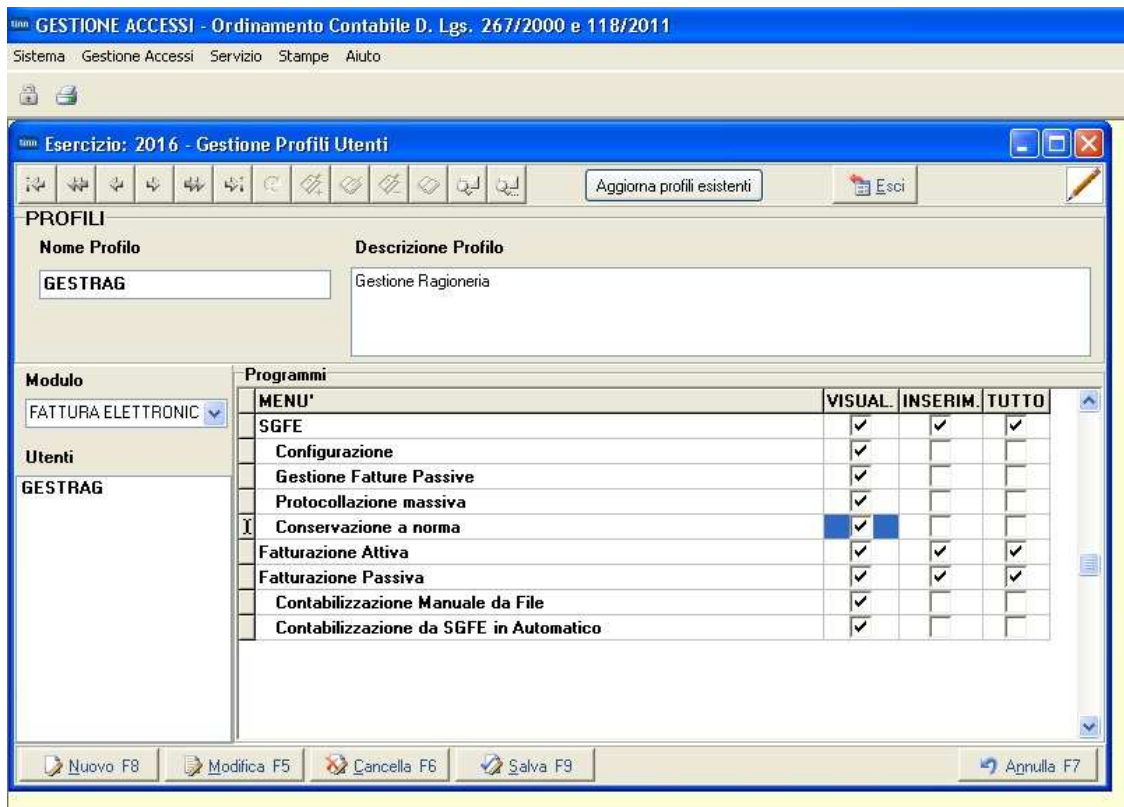 tinn GESTIONE ACCESSI - Ordinamento Contabile D. Lgs. 267/2000 e 118/2011
Sistema Gestione Accessi Servizio Stampe Aiuto
tinn Esercizio: 2016 - Gestione Profili Utenti
Aggiorna profili esistenti Esci
PROFILI
Nome Profilo Descrizione Profilo
GESTRAG Gestione Ragioneria
Modulo
FATTURA ELETTRONIC
Utenti
GESTRAG
Programmi
MENU' VISUAL. INSERIM. TUTTO
SGFE
Configurazione
Gestione Fatture Passive
Protocollazione massiva
Conservazione a norma
Fatturazione Attiva
Fatturazione Passiva
Contabilizzazione Manuale da File
Contabilizzazione da SGFE in Automatico
Nuovo F8 Modifica F5 Cancella F6 Salva F9 Annulla F7